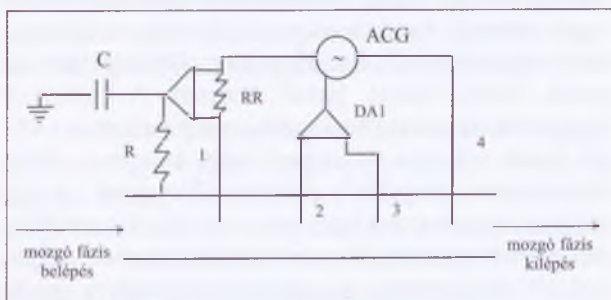 ACG
C
RR
DA1
R
1
4
2
3
mozgó fázis
belépés
mozgó fázis
kilépés